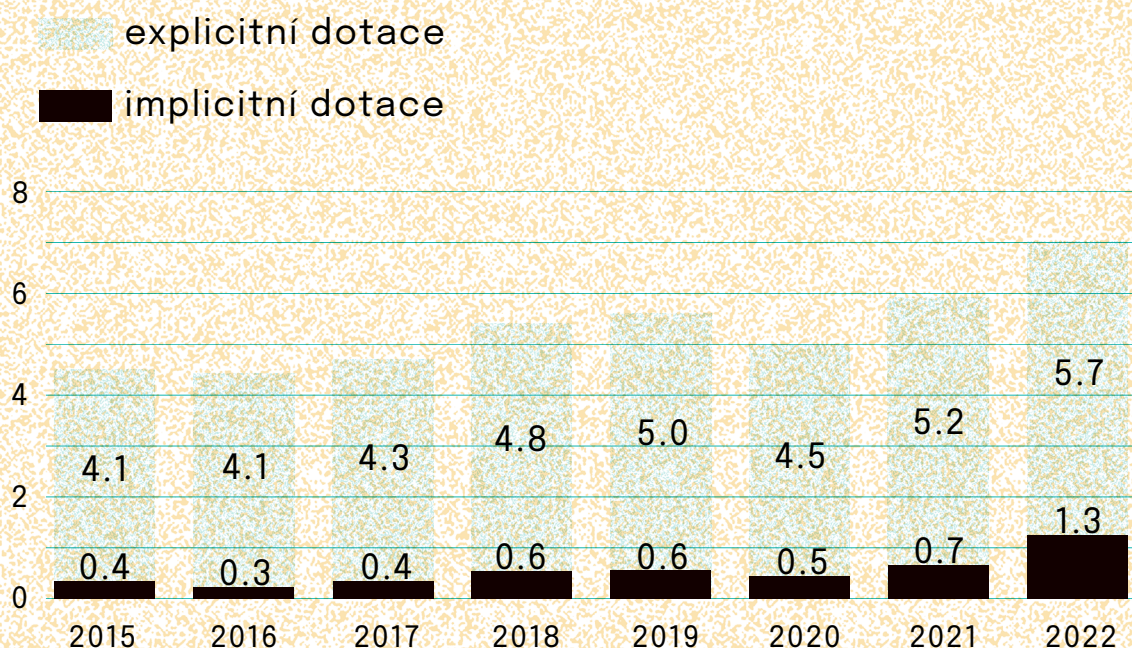 explicitní dotace
implicitní dotace
8
6
4
2
0
4.1 4.1 4.3 4.8 5.0 4.5 5.2 5.7
0.4 0.3 0.4 0.6 0.6 0.5 0.7 1.3
2015 2016 2017 2018 2019 2020 2021 2022